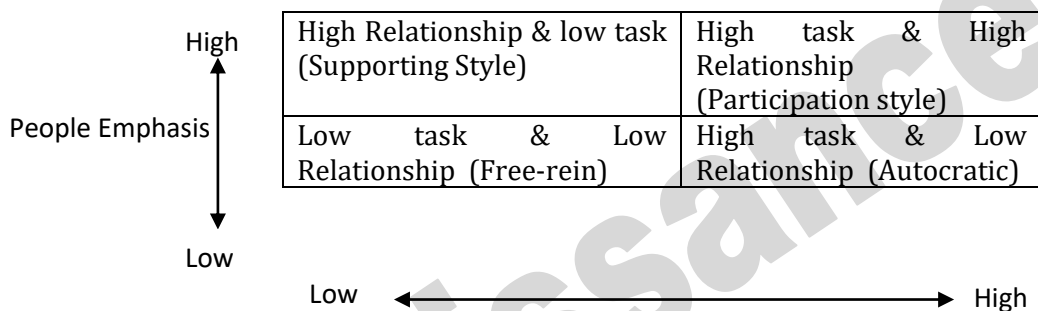 High
High Relationship & low task
(Supporting Style)
High task & High
Relationship
(Participation style)
People Emphasis
Low task & Low
Relationship (Free-rein)
High task & Low
Relationship (Autocratic)
Low
Low
High